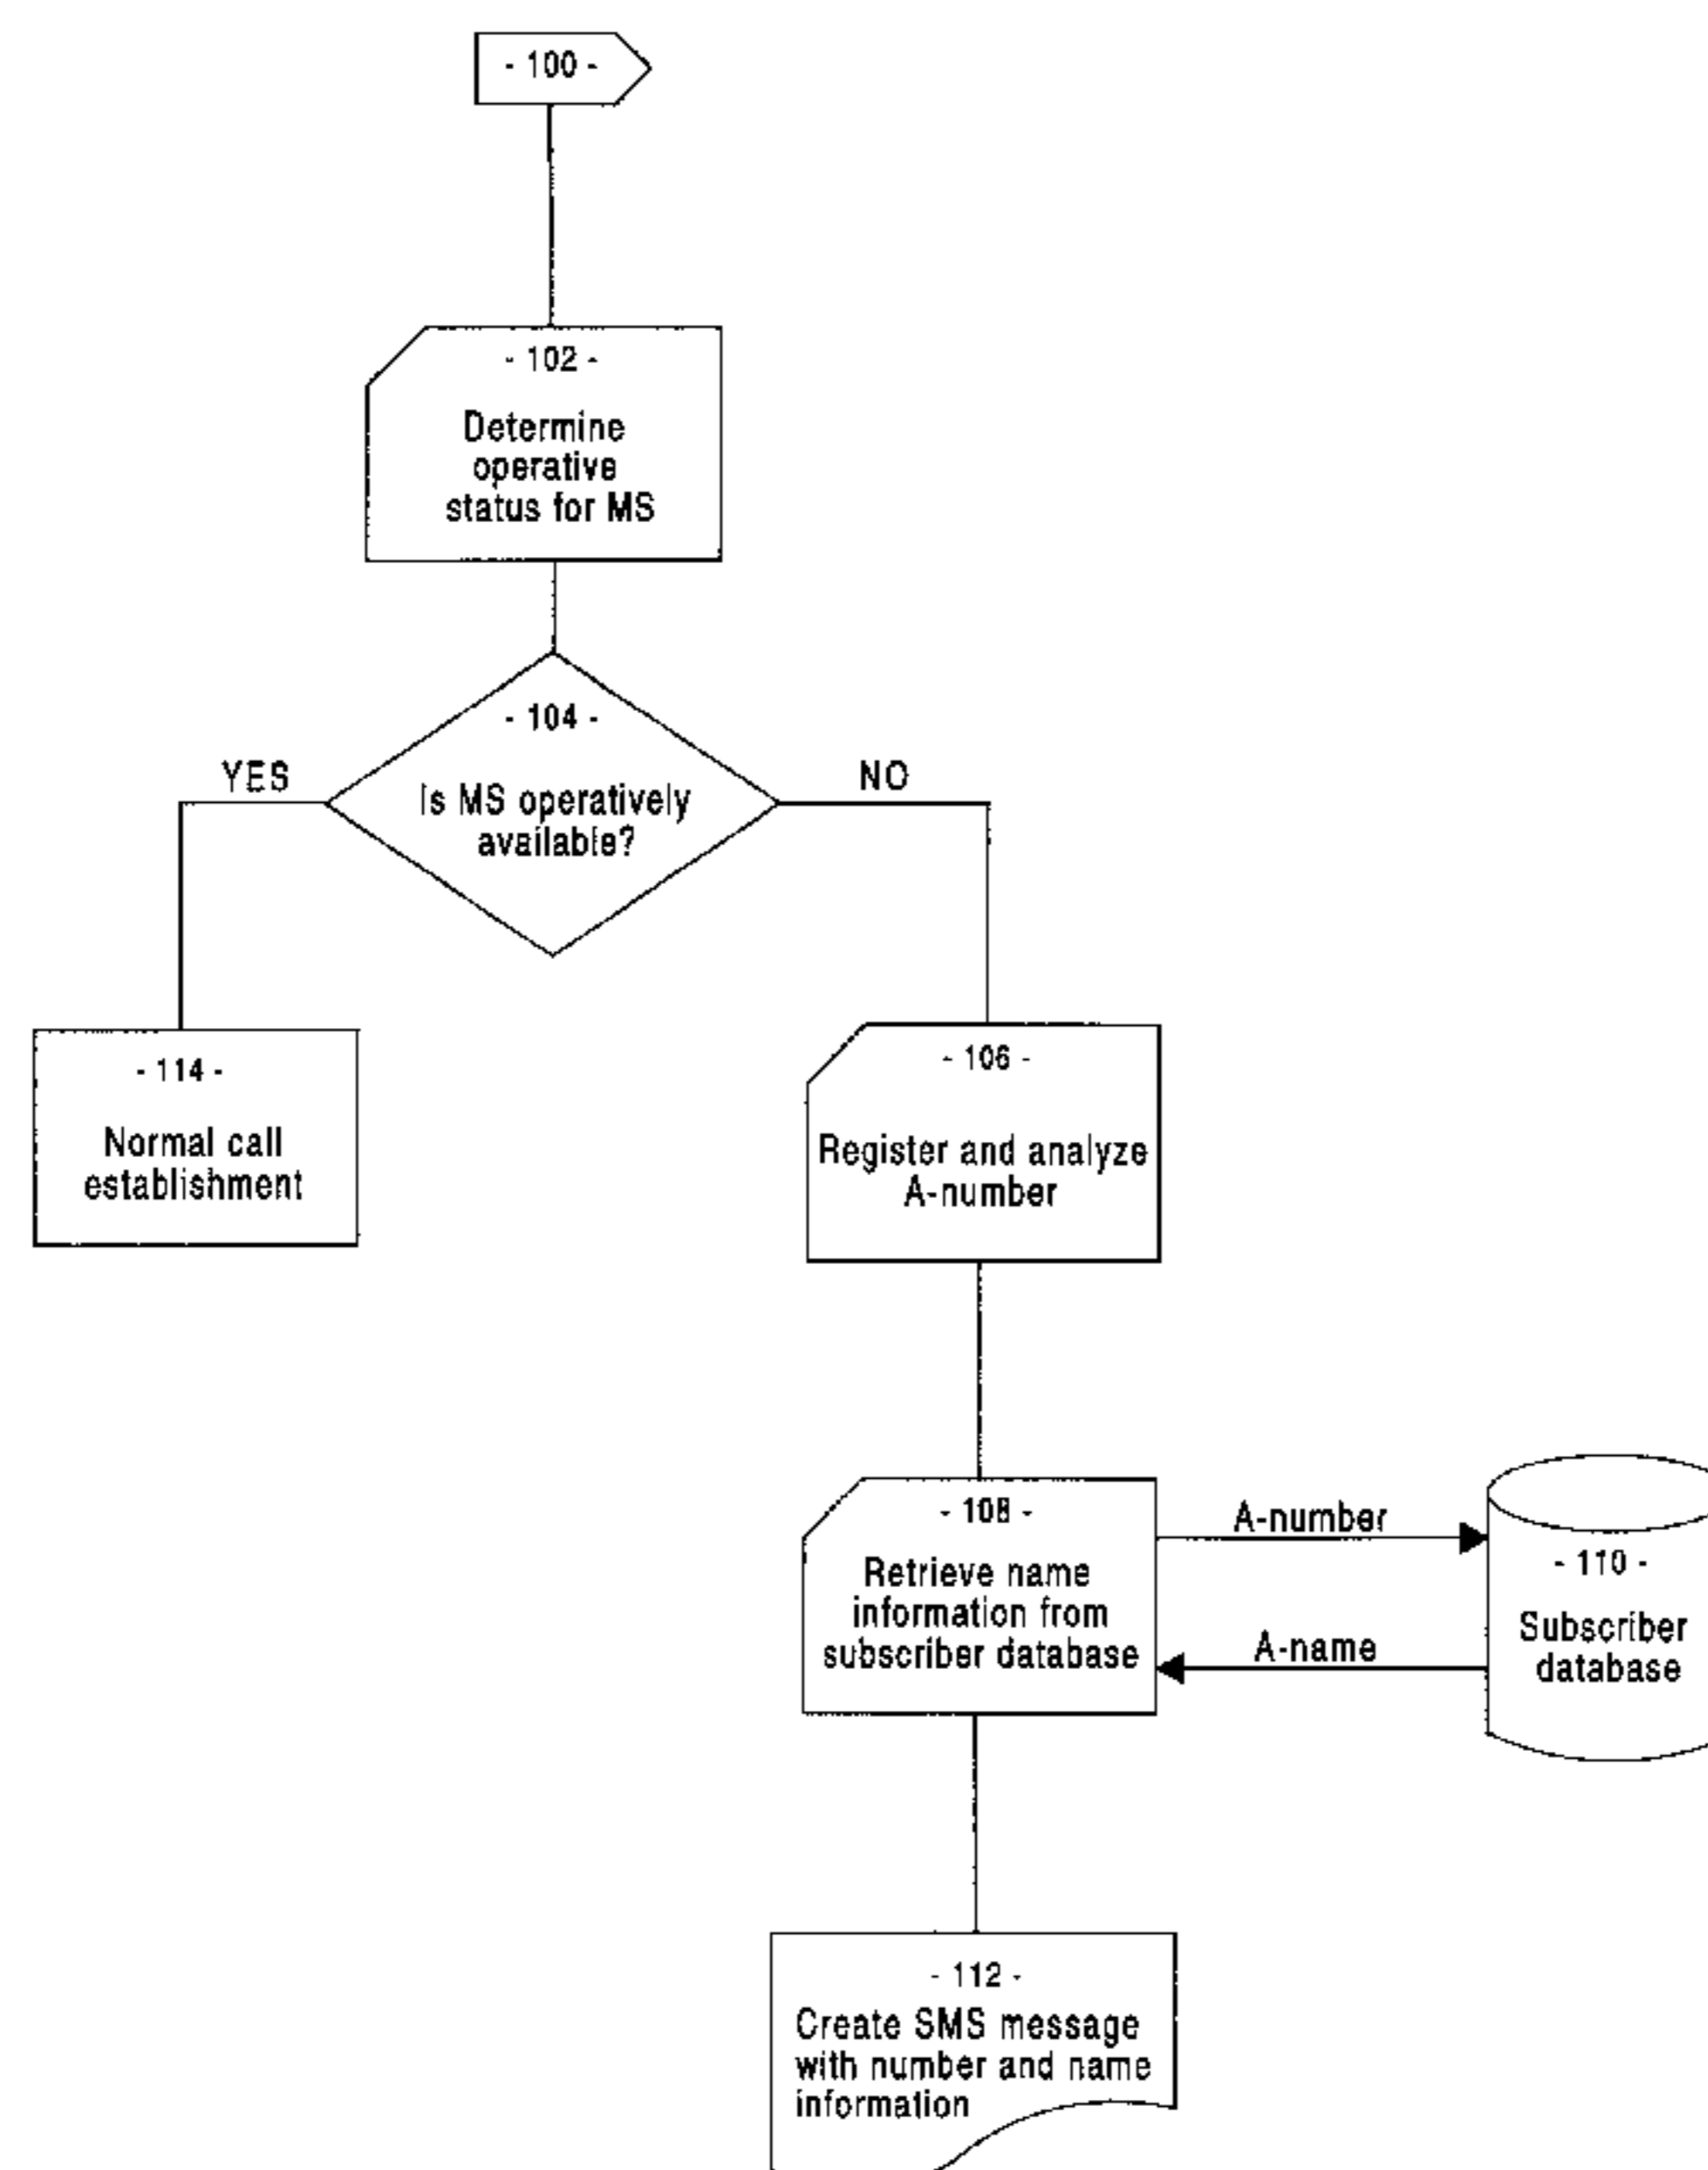 - 100 -
- 102 -
Determine
operative
status for MS
- 104 -
Is MS operatively
available?
YES
NO
- 114 -
Normal call
establishment
- 106 -
Register and analyze
A-number
- 108 -
Retrieve name
information from
subscriber database
A-number
A-name
- 110 -
Subscriber
database
- 112 -
Create SMS message
with number and name
information